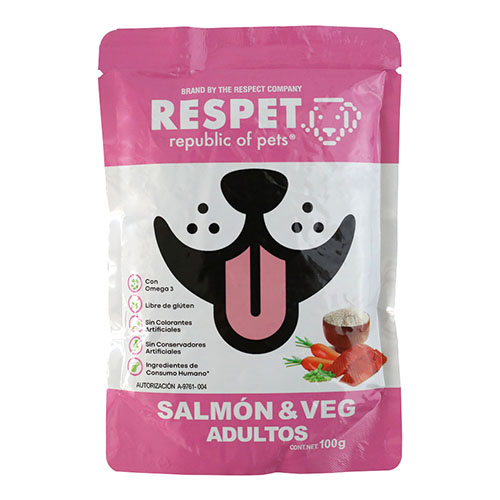 BRAND BY THE RESPECT COMPANY
RESPET
republic of pets®
Con
Omega 3
Libre de glúten
Sin Colorantes
Artificiales
Sin Conservadores
Artificiales
Ingredientes de
Consumo Humano*
AUTORIZACIÓN A-9761-004
SALMÓN & VEG
ADULTOS
CONT.NET. 100g